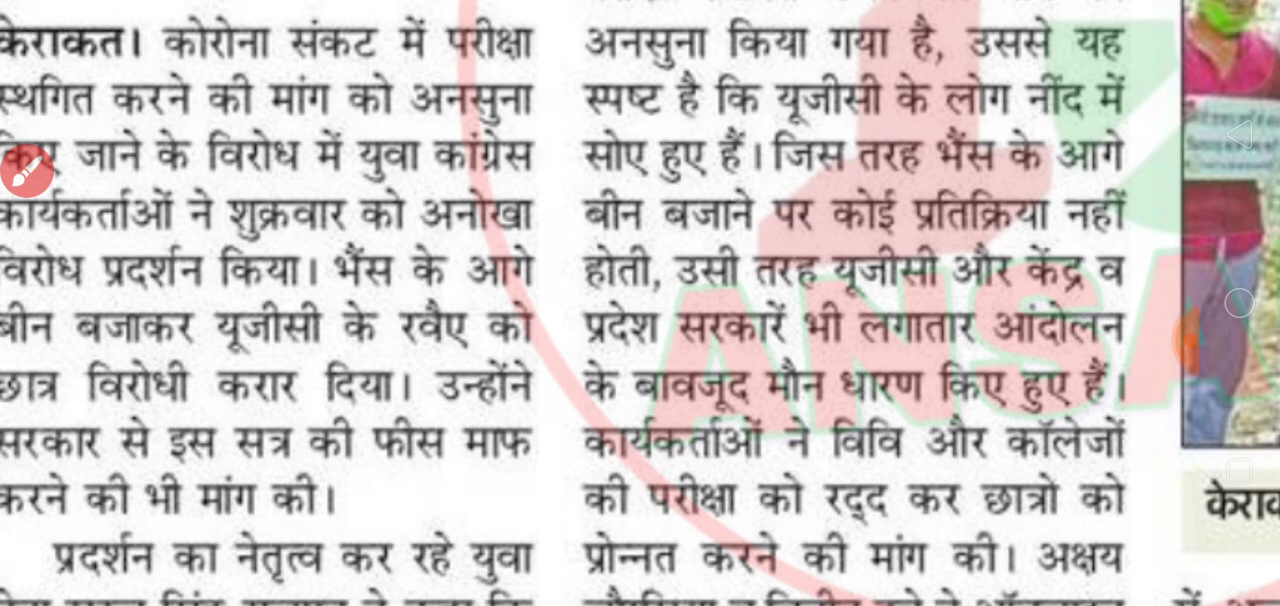 केराकत। कोरोना संकट में परीक्षा
स्थगित करने की मांग को अनसुना
किए जाने के विरोध में युवा कांग्रेस
कार्यकर्ताओं ने शुक्रवार को अनोखा
विरोध प्रदर्शन किया। भैंस के आगे
बीन बजाकर यूजीसी के रवैए को
छात्र विरोधी करार दिया। उन्होंने
सरकार से इस सत्र की फीस माफ
करने की भी मांग की।
प्रदर्शन का नेतृत्व कर रहे युवा
अनसुना किया गया है, उससे यह
स्पष्ट है कि यूजीसी के लोग नींद में
सोए हुए हैं। जिस तरह भैंस के आगे
बीन बजाने पर कोई प्रतिक्रिया नहीं
होती, उसी तरह यूजीसी और केंद्र व
प्रदेश सरकारें भी लगातार आंदोलन
के बावजूद मौन धारण किए हुए हैं।
कार्यकर्ताओं ने विवि और कॉलेजों
की परीक्षा को रद्द कर छात्रो को
प्रोन्नत करने की मांग की। अक्षय
ANSA